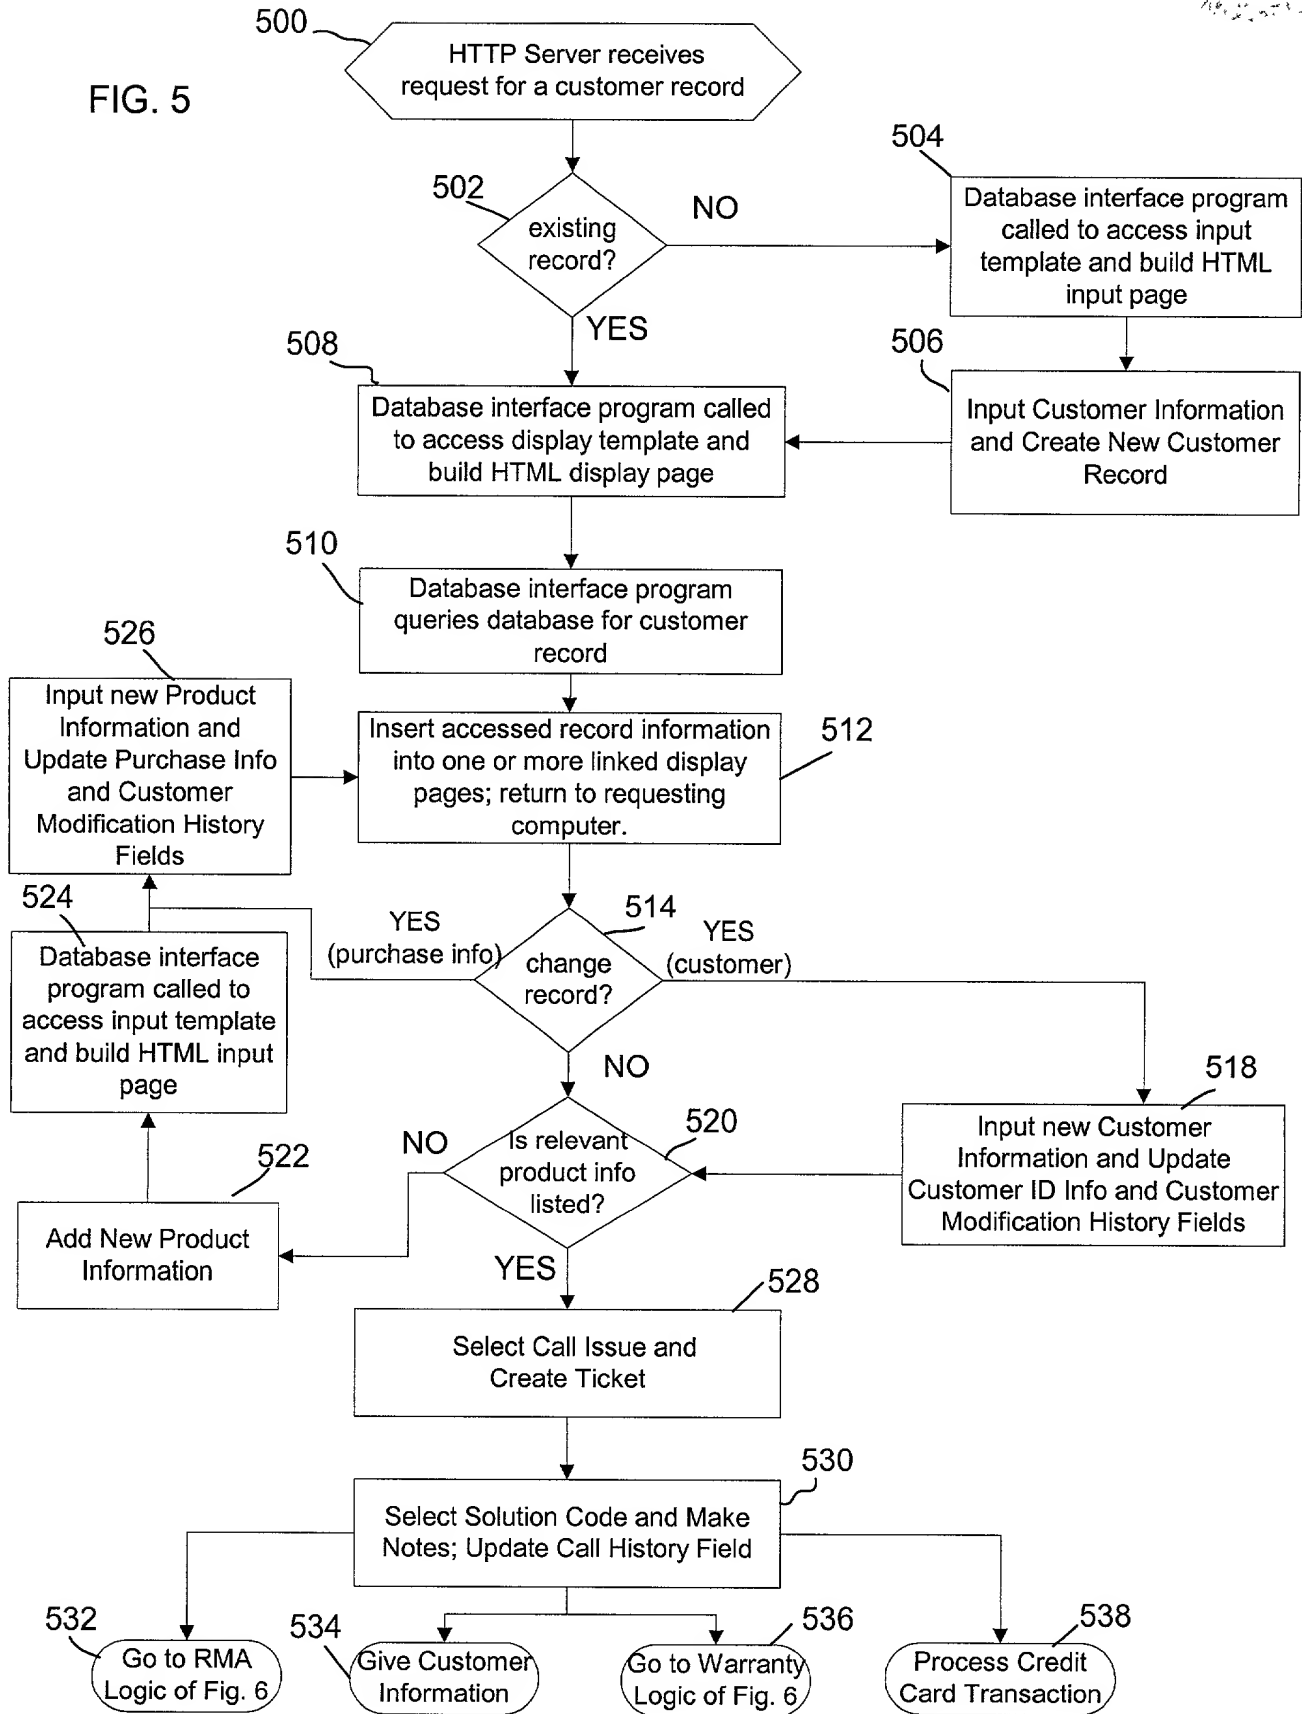 500
HTTP Server receives
request for a customer record
FIG. 5
502
existing
record?
NO
504
Database interface program
called to access input
template and build HTML
input page
YES
508
Database interface program called
to access display template and
build HTML display page
506
Input Customer Information
and Create New Customer
Record
510
Database interface program
queries database for customer
record
526
Input new Product
Information and
Update Purchase Info
and Customer
Modification History
Fields
Insert accessed record information
into one or more linked display
pages; return to requesting
computer.
512
524
Database interface
program called to
access input template
and build HTML input
page
YES
(purchase info)
514
change
record?
YES
(customer)
NO
518
Input new Customer
Information and Update
Customer ID Info and Customer
Modification History Fields
520
Is relevant
product info
listed?
NO
522
Add New Product
Information
YES
528
Select Call Issue and
Create Ticket
530
Select Solution Code and Make
Notes; Update Call History Field
532
Go to RMA
Logic of Fig. 6
534
Give Customer
Information
536
Go to Warranty
Logic of Fig. 6
538
Process Credit
Card Transaction